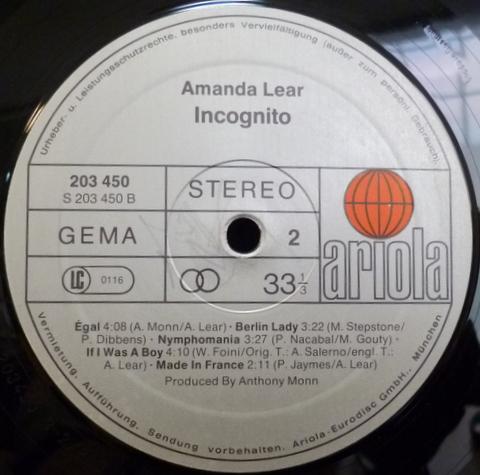 Urheber- u. Leistungsschutzrechte, besonders Vervielfältigung (außer zum persönl. Gebrauch),
Amanda Lear
Incognito
203 450
S 203 450 B
STEREO
GEMA
2
ariola
LC 0116
33 1/3
Égal 4:08 (A. Monn/A. Lear) · Berlin Lady 3:22 (M. Stepstone/
P. Dibbens) · Nymphomania 3:27 (P. Nacabal/M. Gouty) ·
If I Was A Boy 4:10 (W. Foini/Orig. T.: A. Salerno/engl. T.:
A. Lear) · Made In France 2:11 (P. Jaymes/A. Lear)
Produced By Anthony Monn
Vermietung, Aufführung, Sendung vorbehalten. Ariola-Eurodisc GmbH., München